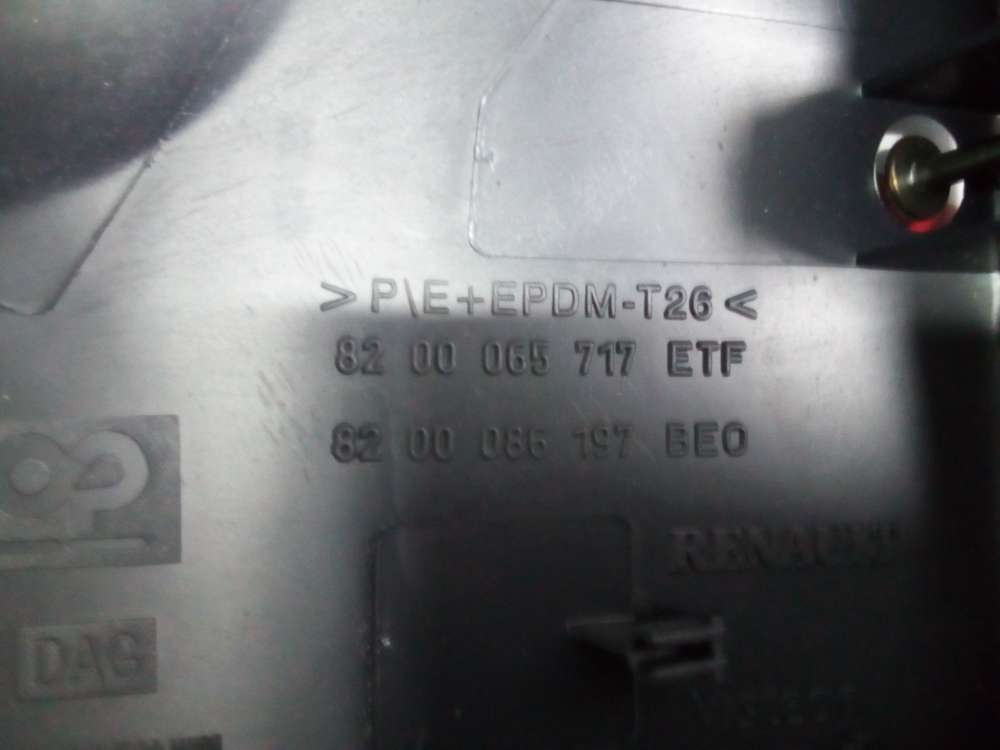 >P\E+EPDM-T26<
82 00 065 717 ETF
82 00 086 197 BEO
RENAULT
DAG